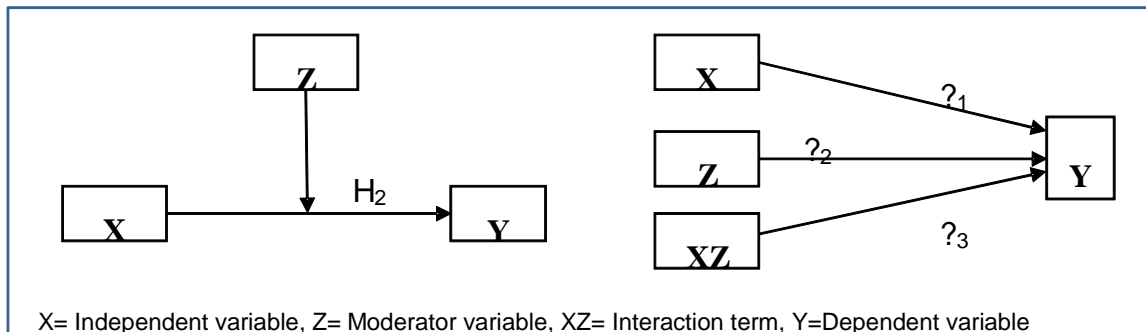 Z
X
H2
Y
X
?1
Z
?2
Y
XZ
?3
X= Independent variable, Z= Moderator variable, XZ= Interaction term, Y=Dependent variable